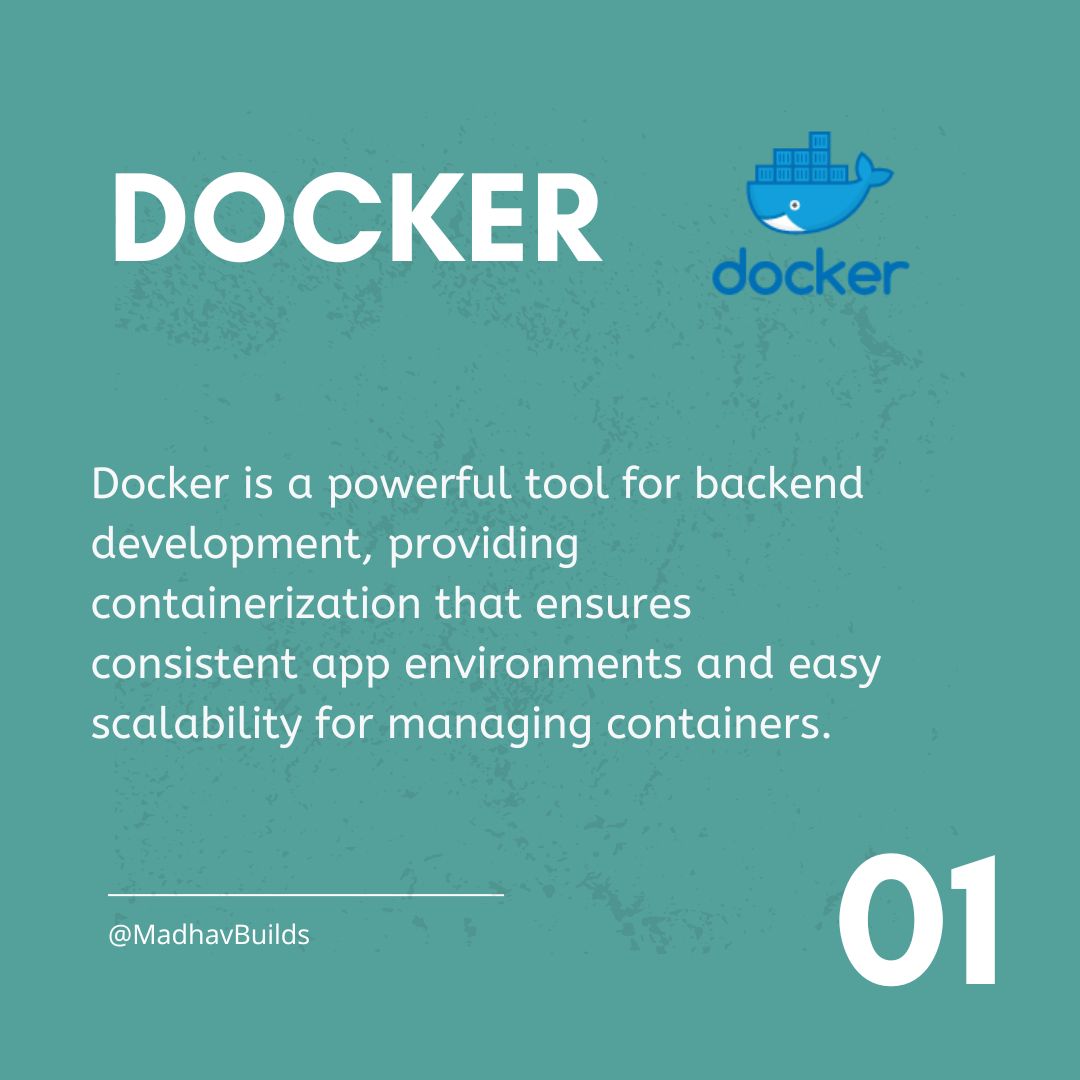 DOCKER
docker
Docker is a powerful tool for backend
development, providing
containerization that ensures
consistent app environments and easy
scalability for managing containers.
@MadhavBuilds
01